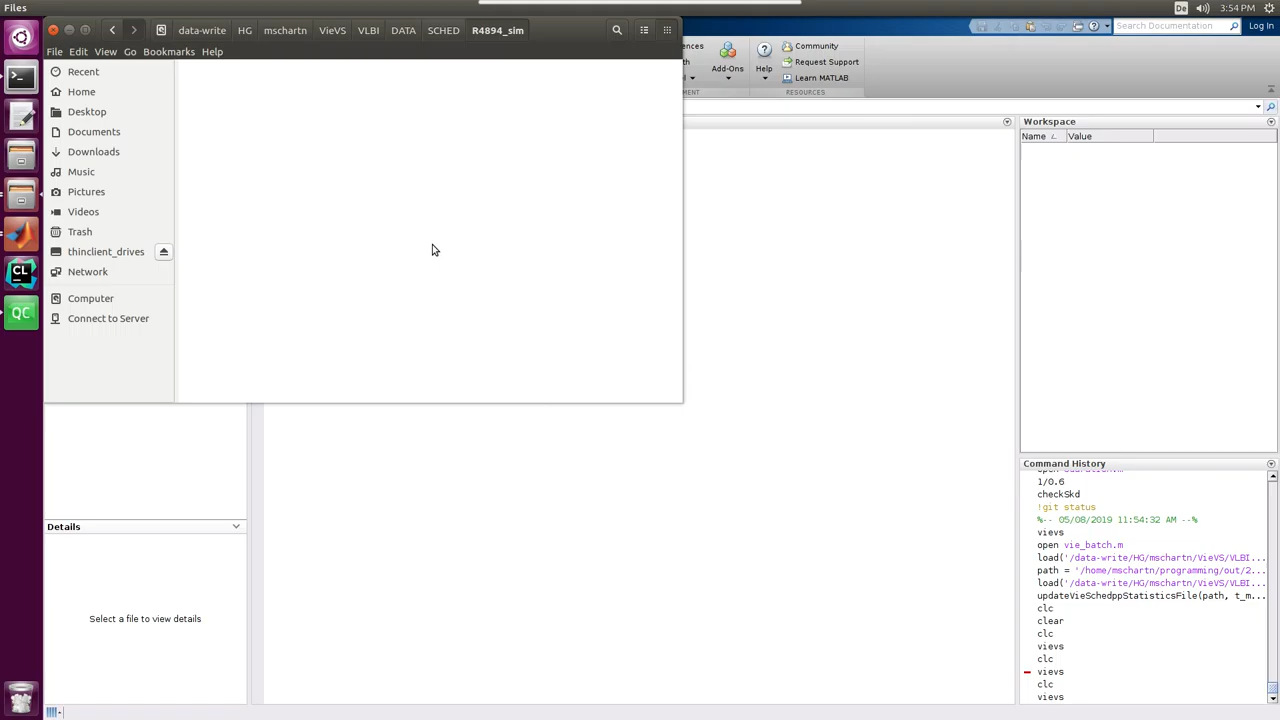 Files
De
3:54 PM
data-write
HG
mschartn
VieVS
VLBI
DATA
SCHED
R4894_sim
Search Documentation
Log In
File
Edit
View
Go
Bookmarks
Help
Recent
Home
Desktop
Documents
Downloads
Music
Pictures
Videos
Trash
thinclient_drives
Network
Computer
Connect to Server
Add-Ons
Help
Community
Request Support
Learn MATLAB
RESOURCES
Workspace
Name
Value
Command History
1/0.6
checkSkd
!git status
%-- 05/08/2019 11:54:32 AM --%
vievs
open vie_batch.m
load('/data-write/HG/mschartn/VieVS/VLBI...
path = '/home/mschartn/programming/out/2...
load('/data-write/HG/mschartn/VieVS/VLBI...
updateVieSchedppStatisticsFile(path, t_m...
clc
clear
clc
vievs
clc
vievs
clc
vievs
Details
Select a file to view details
CL
QC